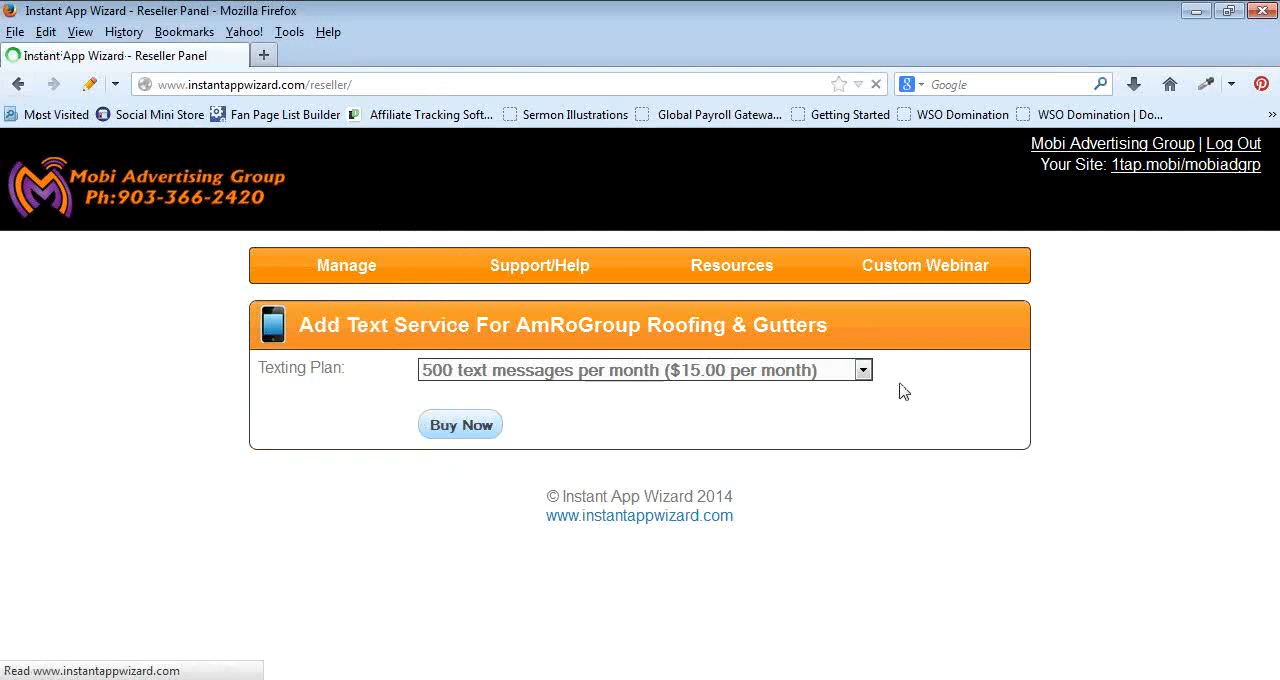 Instant App Wizard - Reseller Panel - Mozilla Firefox
File Edit View History Bookmarks Yahoo! Tools Help
Instant App Wizard - Reseller Panel
www.instantappwizard.com/reseller/
Google
Most Visited Social Mini Store Fan Page List Builder Affiliate Tracking Soft... Sermon Illustrations Global Payroll Gatewa... Getting Started WSO Domination WSO Domination | Do...
Mobi Advertising Group | Log Out
Your Site: 1tap.mobi/mobiadgrp
Mobi Advertising Group
Ph:903-366-2420
Manage Support/Help Resources Custom Webinar
Add Text Service For AmRoGroup Roofing & Gutters
Texting Plan: 500 text messages per month ($15.00 per month)
Buy Now
© Instant App Wizard 2014
www.instantappwizard.com
Read www.instantappwizard.com